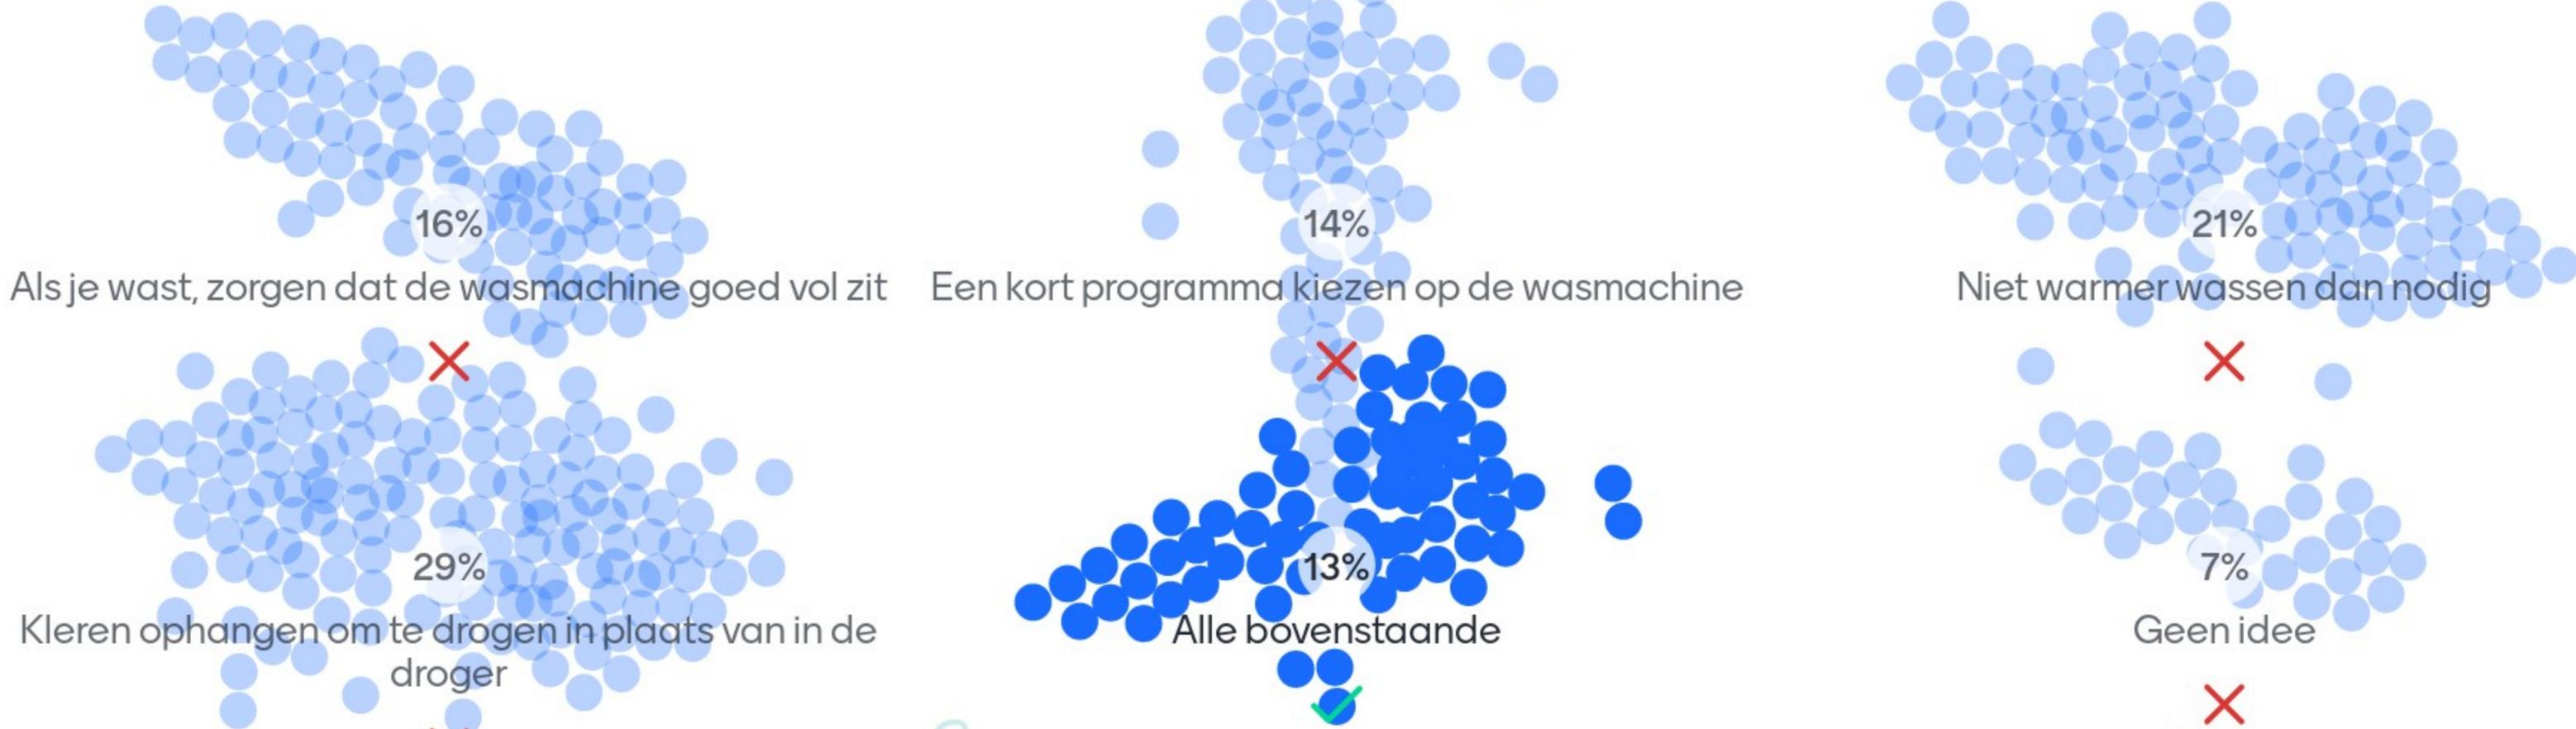 16%
Als je wast, zorgen dat de wasmachine goed vol zit
14%
Een kort programma kiezen op de wasmachine
21%
Niet warmer wassen dan nodig
29%
Kleren ophangen om te drogen in plaats van in de
droger
13%
Alle bovenstaande
7%
Geen idee